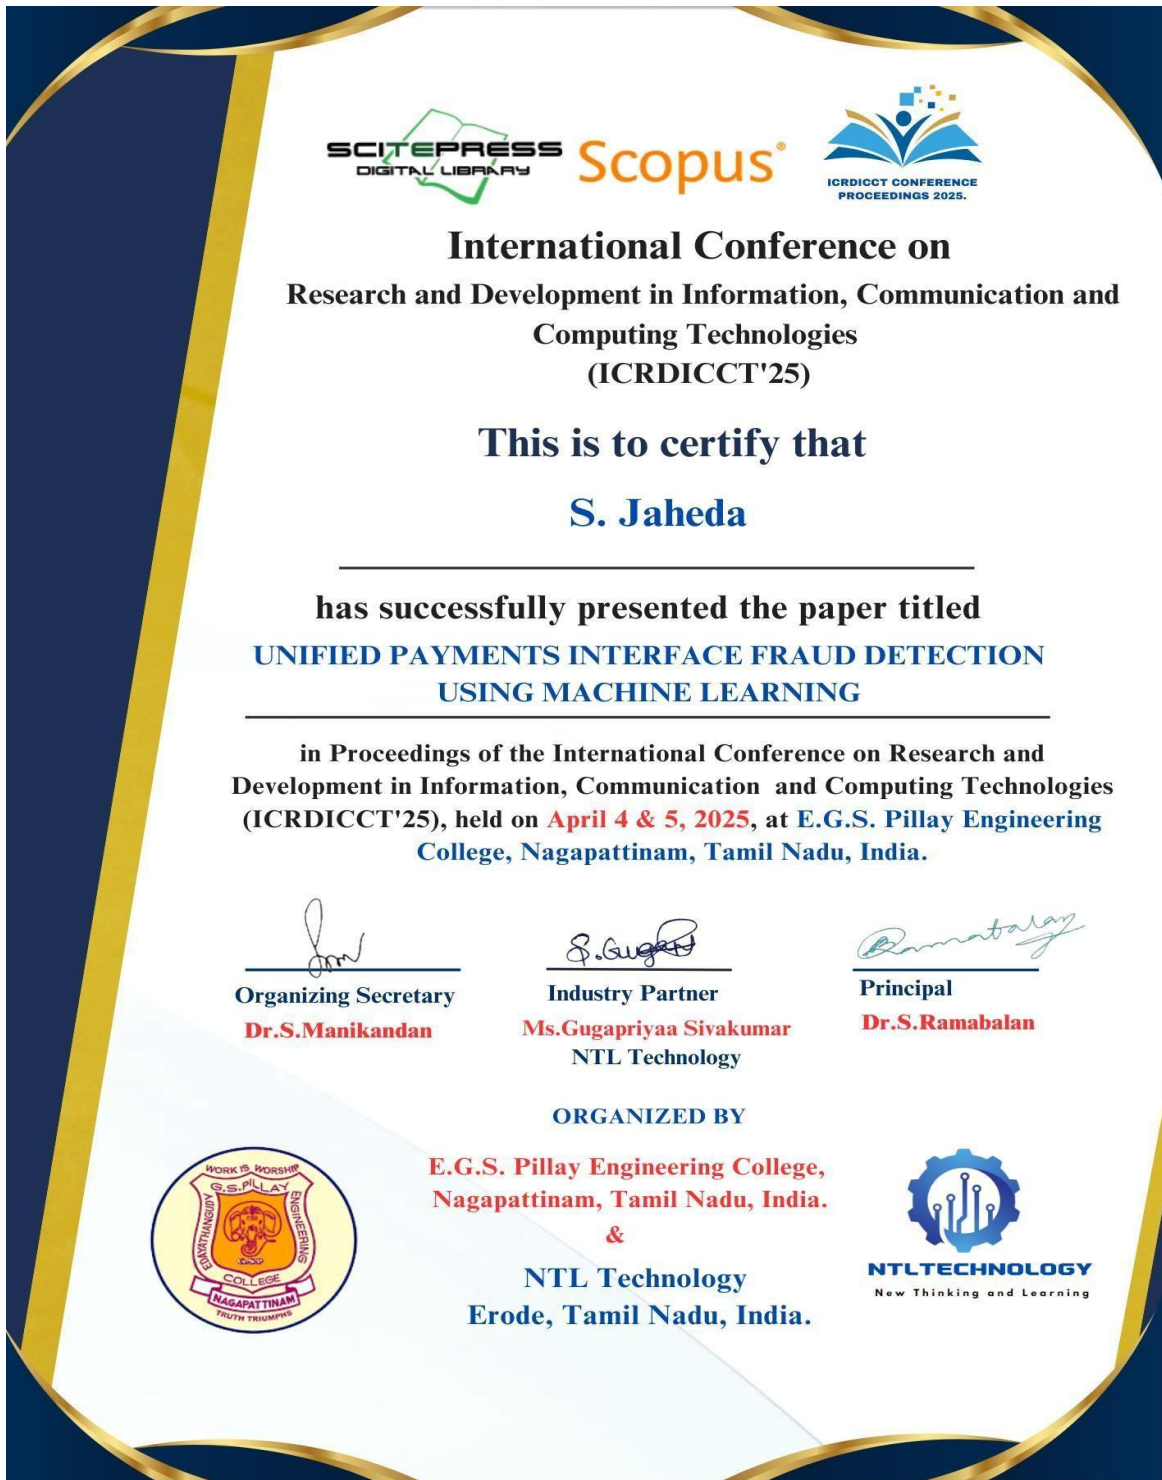 SCITEPRESS
DIGITAL LIBRARY
Scopus®
ICRDICCT CONFERENCE
PROCEEDINGS 2025.
International Conference on
Research and Development in Information, Communication and
Computing Technologies
(ICRDICCT'25)
This is to certify that
S. Jaheda
has successfully presented the paper titled
UNIFIED PAYMENTS INTERFACE FRAUD DETECTION
USING MACHINE LEARNING
in Proceedings of the International Conference on Research and
Development in Information, Communication and Computing Technologies
(ICRDICCT'25), held on April 4 & 5, 2025, at E.G.S. Pillay Engineering
College, Nagapattinam, Tamil Nadu, India.
S.Gugan
Ramabalan
Organizing Secretary
Dr.S.Manikandan
Industry Partner
Ms.Gugapriyaa Sivakumar
NTL Technology
Principal
Dr.S.Ramabalan
ORGANIZED BY
E.G.S. Pillay Engineering College,
Nagapattinam, Tamil Nadu, India.
&
NTL Technology
Erode, Tamil Nadu, India.
WORK IS WORSHIP
G.S.PILLAY
EDAYATHANGUDY
ENGINEERING
COLLEGE
NAGAPATTINAM
TRUTH TRIUMPHS
NTLTECHNOLOGY
New Thinking and Learning